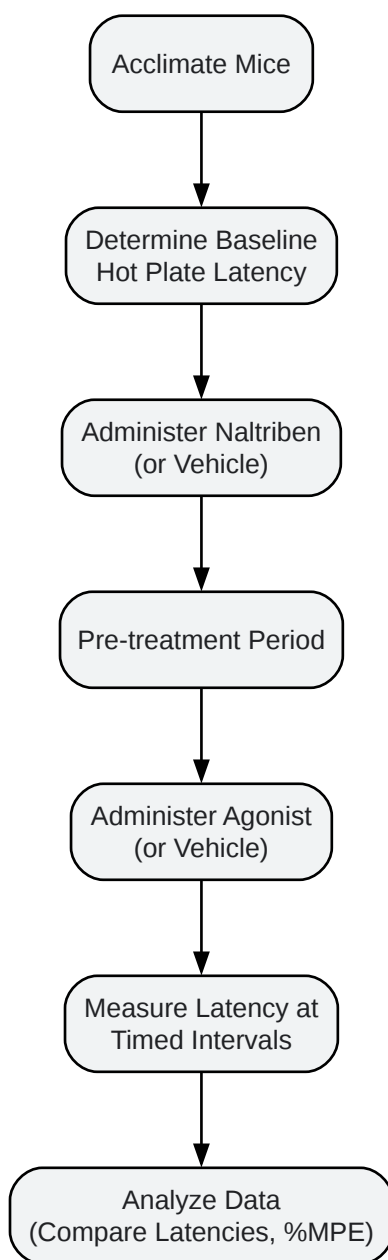 Acclimate Mice
Determine Baseline
Hot Plate Latency
Administer Naltriben
(or Vehicle)
Pre-treatment Period
Administer Agonist
(or Vehicle)
Measure Latency at
Timed Intervals
Analyze Data
(Compare Latencies, %MPE)